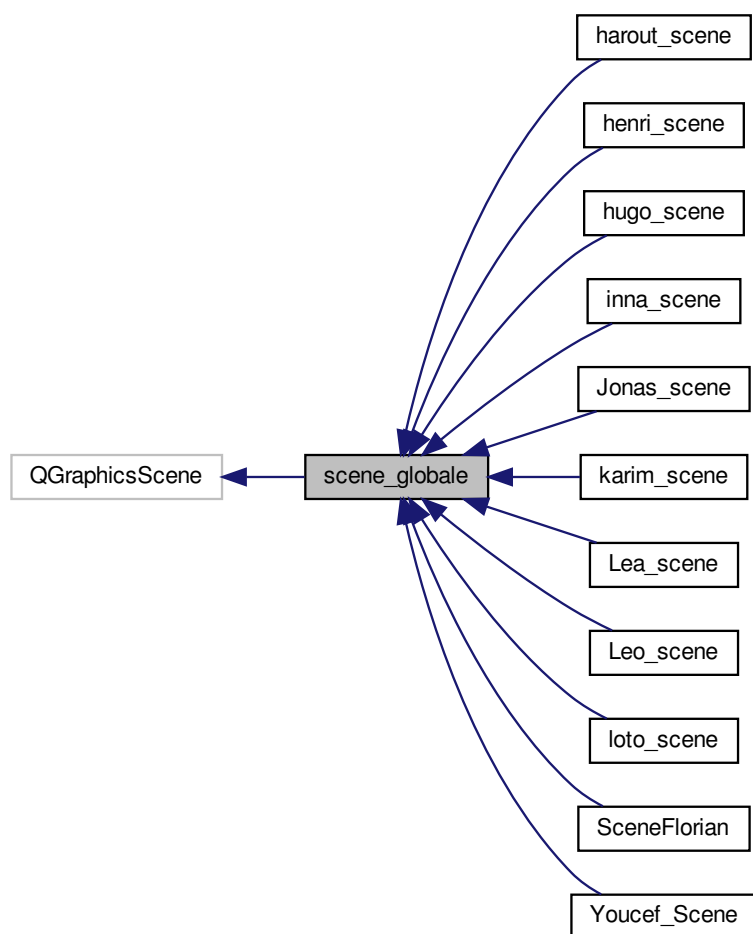 harout_scene
henri_scene
hugo_scene
inna_scene
Jonas_scene
QGraphicsScene
scene_globale
karim_scene
Lea_scene
Leo_scene
loto_scene
SceneFlorian
Youcef_Scene